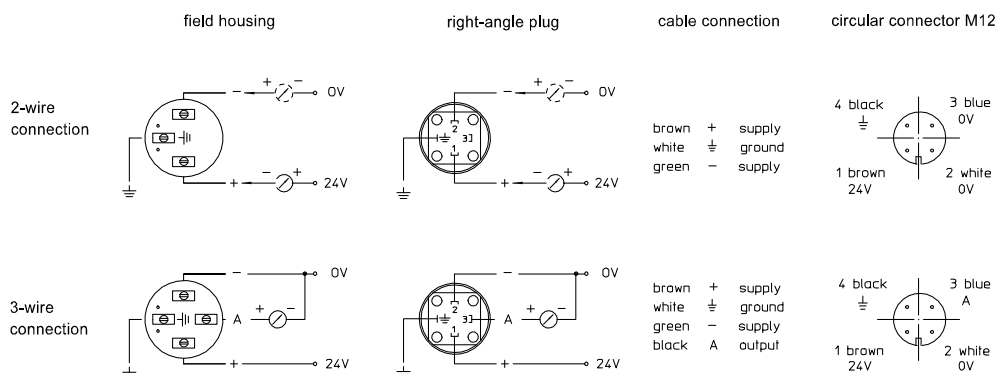 field housing
right-angle plug
cable connection
circular connector M12
2-wire
connection
− + − 0V
+ − + 24V
− + − 0V
2
3
1
+ − + 24V
brown + supply
white ground
green − supply
4 black
3 blue
0V
1 brown
24V
2 white
0V
3-wire
connection
− 0V
A + −
+ 24V
− 0V
2
3
1
A + −
+ 24V
brown + supply
white ground
green − supply
black A output
4 black
3 blue
A
1 brown
24V
2 white
0V